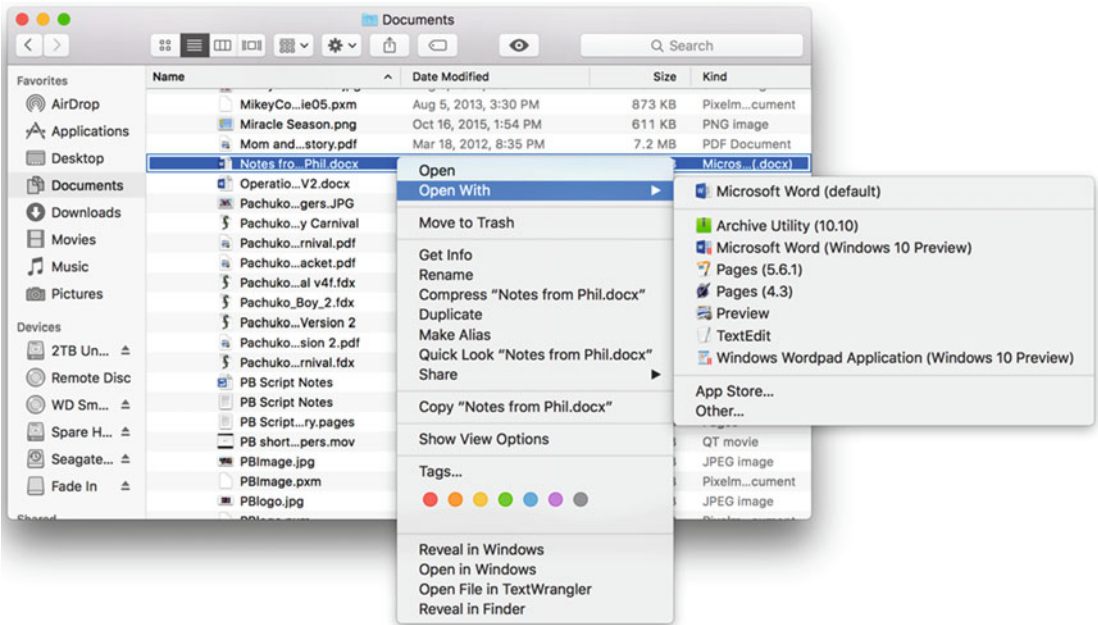 Documents
Search
Favorites
AirDrop
Applications
Desktop
Documents
Downloads
Movies
Music
Pictures
Devices
2TB Un...
Remote Disc
WD Sm...
Spare H...
Seagate...
Fade In
Shared
Name Date Modified Size Kind
MikeyCo...ie05.pxm Aug 5, 2013, 3:30 PM 873 KB Pixelm...cument
Miracle Season.png Oct 16, 2015, 1:54 PM 611 KB PNG image
Mom and...story.pdf Mar 18, 2012, 8:35 PM 7.2 MB PDF Document
Notes fro...Phil.docx Micros...(.docx)
Operatio...V2.docx
Pachuko...gers.JPG
Pachuko...y Carnival
Pachuko...rnival.pdf
Pachuko...acket.pdf
Pachuko...al v4f.fdx
Pachuko_Boy_2.fdx
Pachuko...Version 2
Pachuko...sion 2.pdf
Pachuko...rnival.fdx
PB Script Notes
PB Script Notes
PB Script...ry.pages
PB short...pers.mov QT movie
PBImage.jpg JPEG image
PBImage.pxm Pixelm...cument
PBlogo.jpg JPEG image
Open
Open With
Move to Trash
Get Info
Rename
Compress “Notes from Phil.docx”
Duplicate
Make Alias
Quick Look “Notes from Phil.docx”
Share
Copy “Notes from Phil.docx”
Show View Options
Tags...
Reveal in Windows
Open in Windows
Open File in TextWrangler
Reveal in Finder
Microsoft Word (default)
Archive Utility (10.10)
Microsoft Word (Windows 10 Preview)
Pages (5.6.1)
Pages (4.3)
Preview
TextEdit
Windows Wordpad Application (Windows 10 Preview)
App Store...
Other...